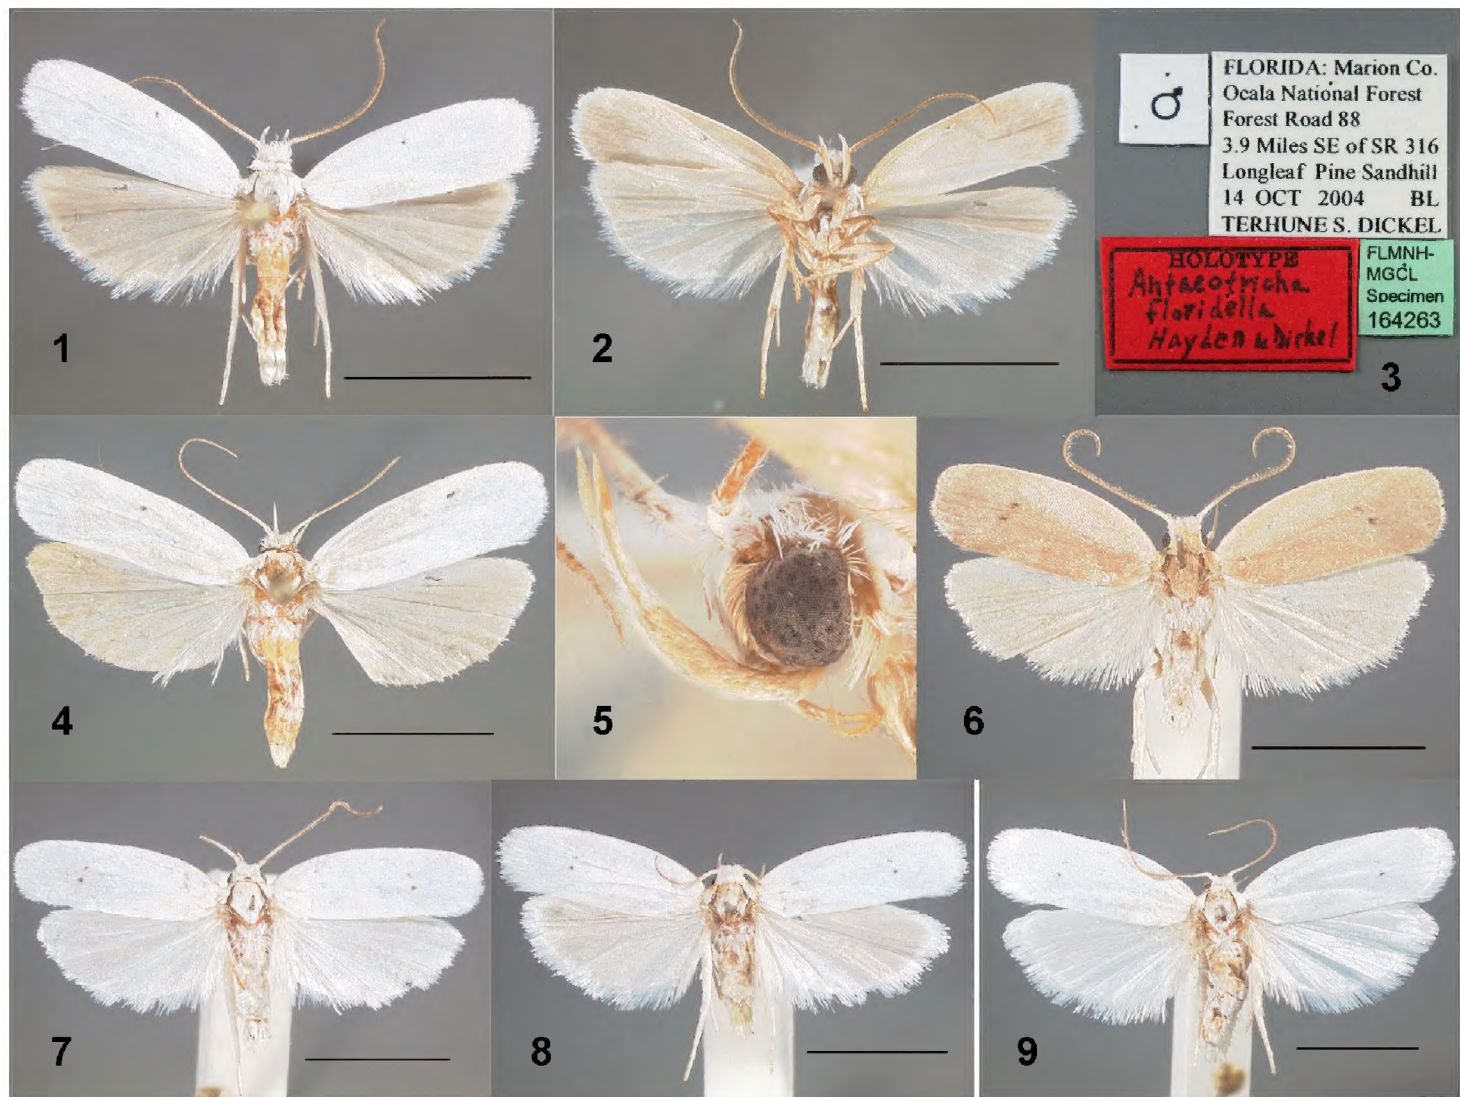 1
2
♂
FLORIDA: Marion Co.
Ocala National Forest
Forest Road 88
3.9 Miles SE of SR 316
Longleaf Pine Sandhill
14 OCT 2004 BL
TERHUNE S. DICKEL
HOLOTYPE
Antaeotricha
floridella
Hayden & Dickel
FLMNH-
MGCL
Specimen
164263
3
4
5
6
7
8
9